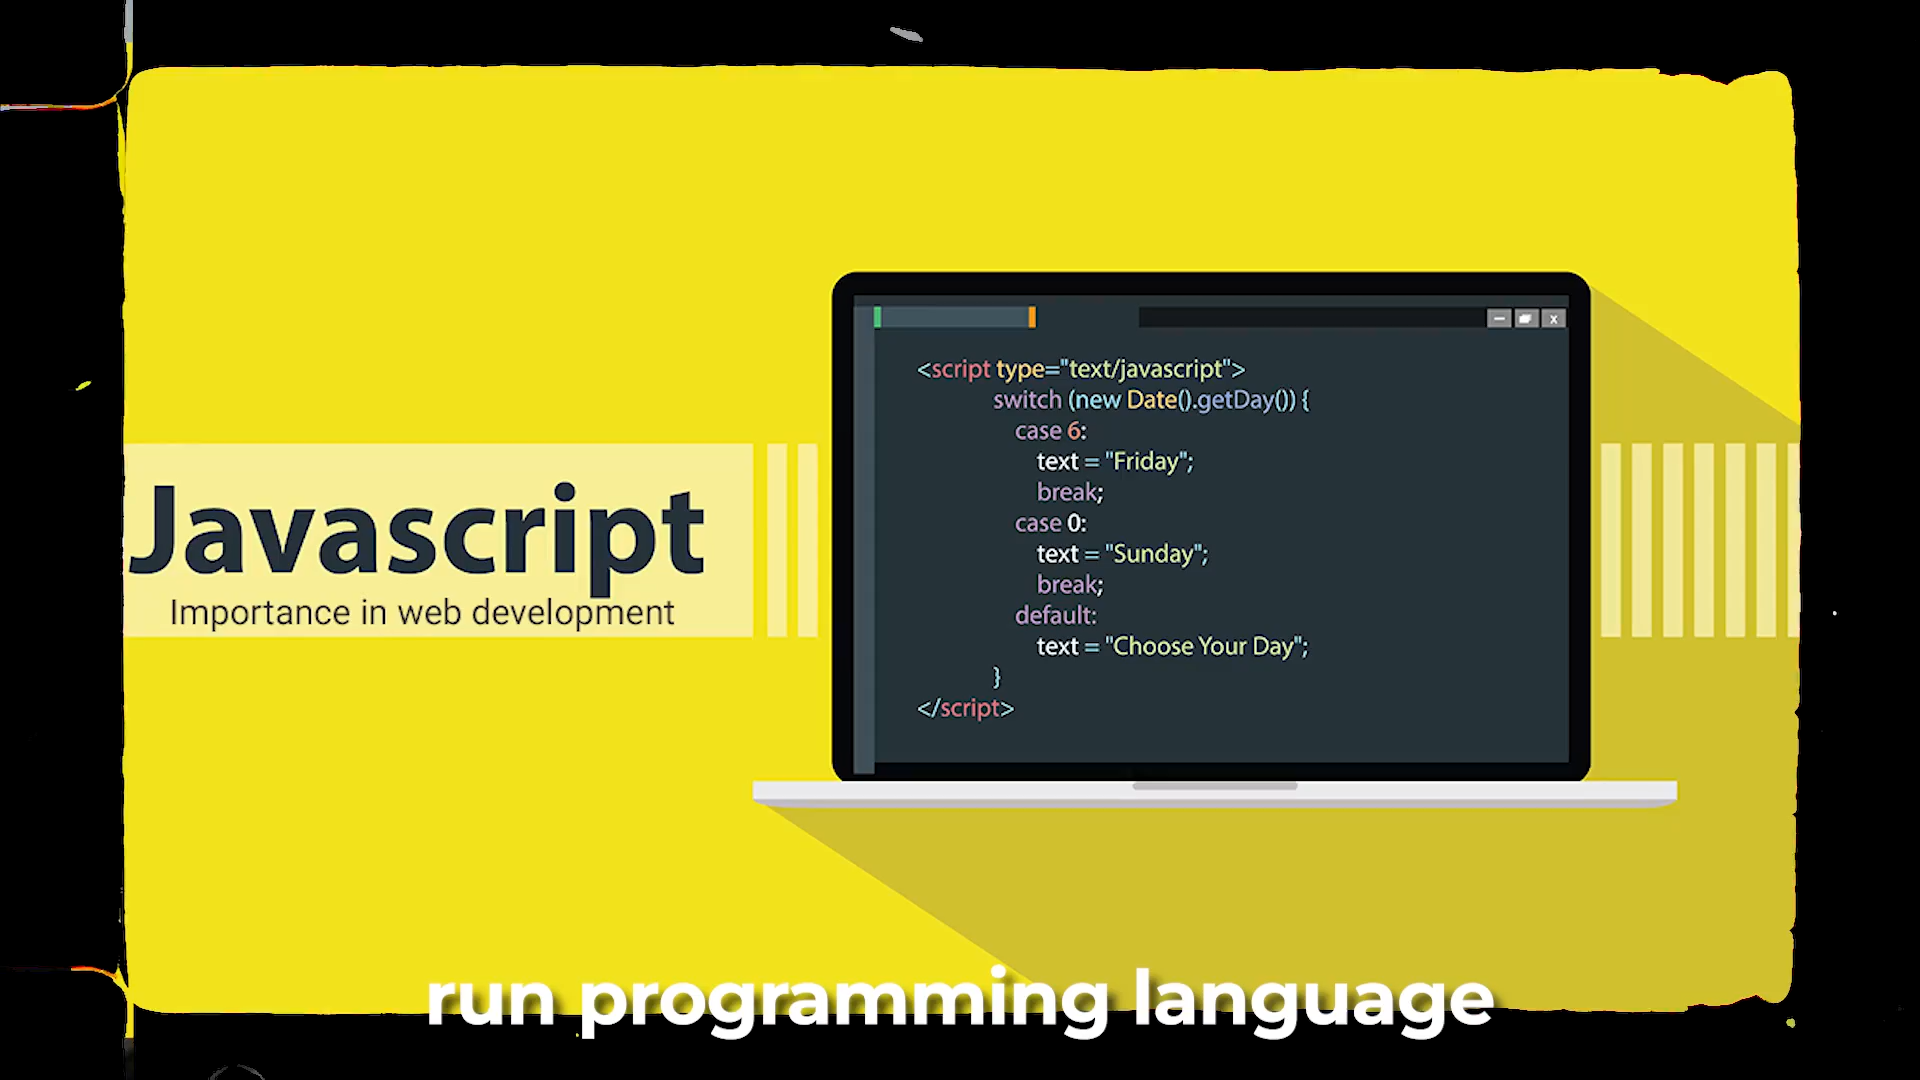 Javascript
Importance in web development
<script type="text/javascript">
switch (new Date().getDay()) {
case 6:
text = "Friday";
break;
case 0:
text = "Sunday";
break;
default:
text = "Choose Your Day";
}
</script>
run programming language